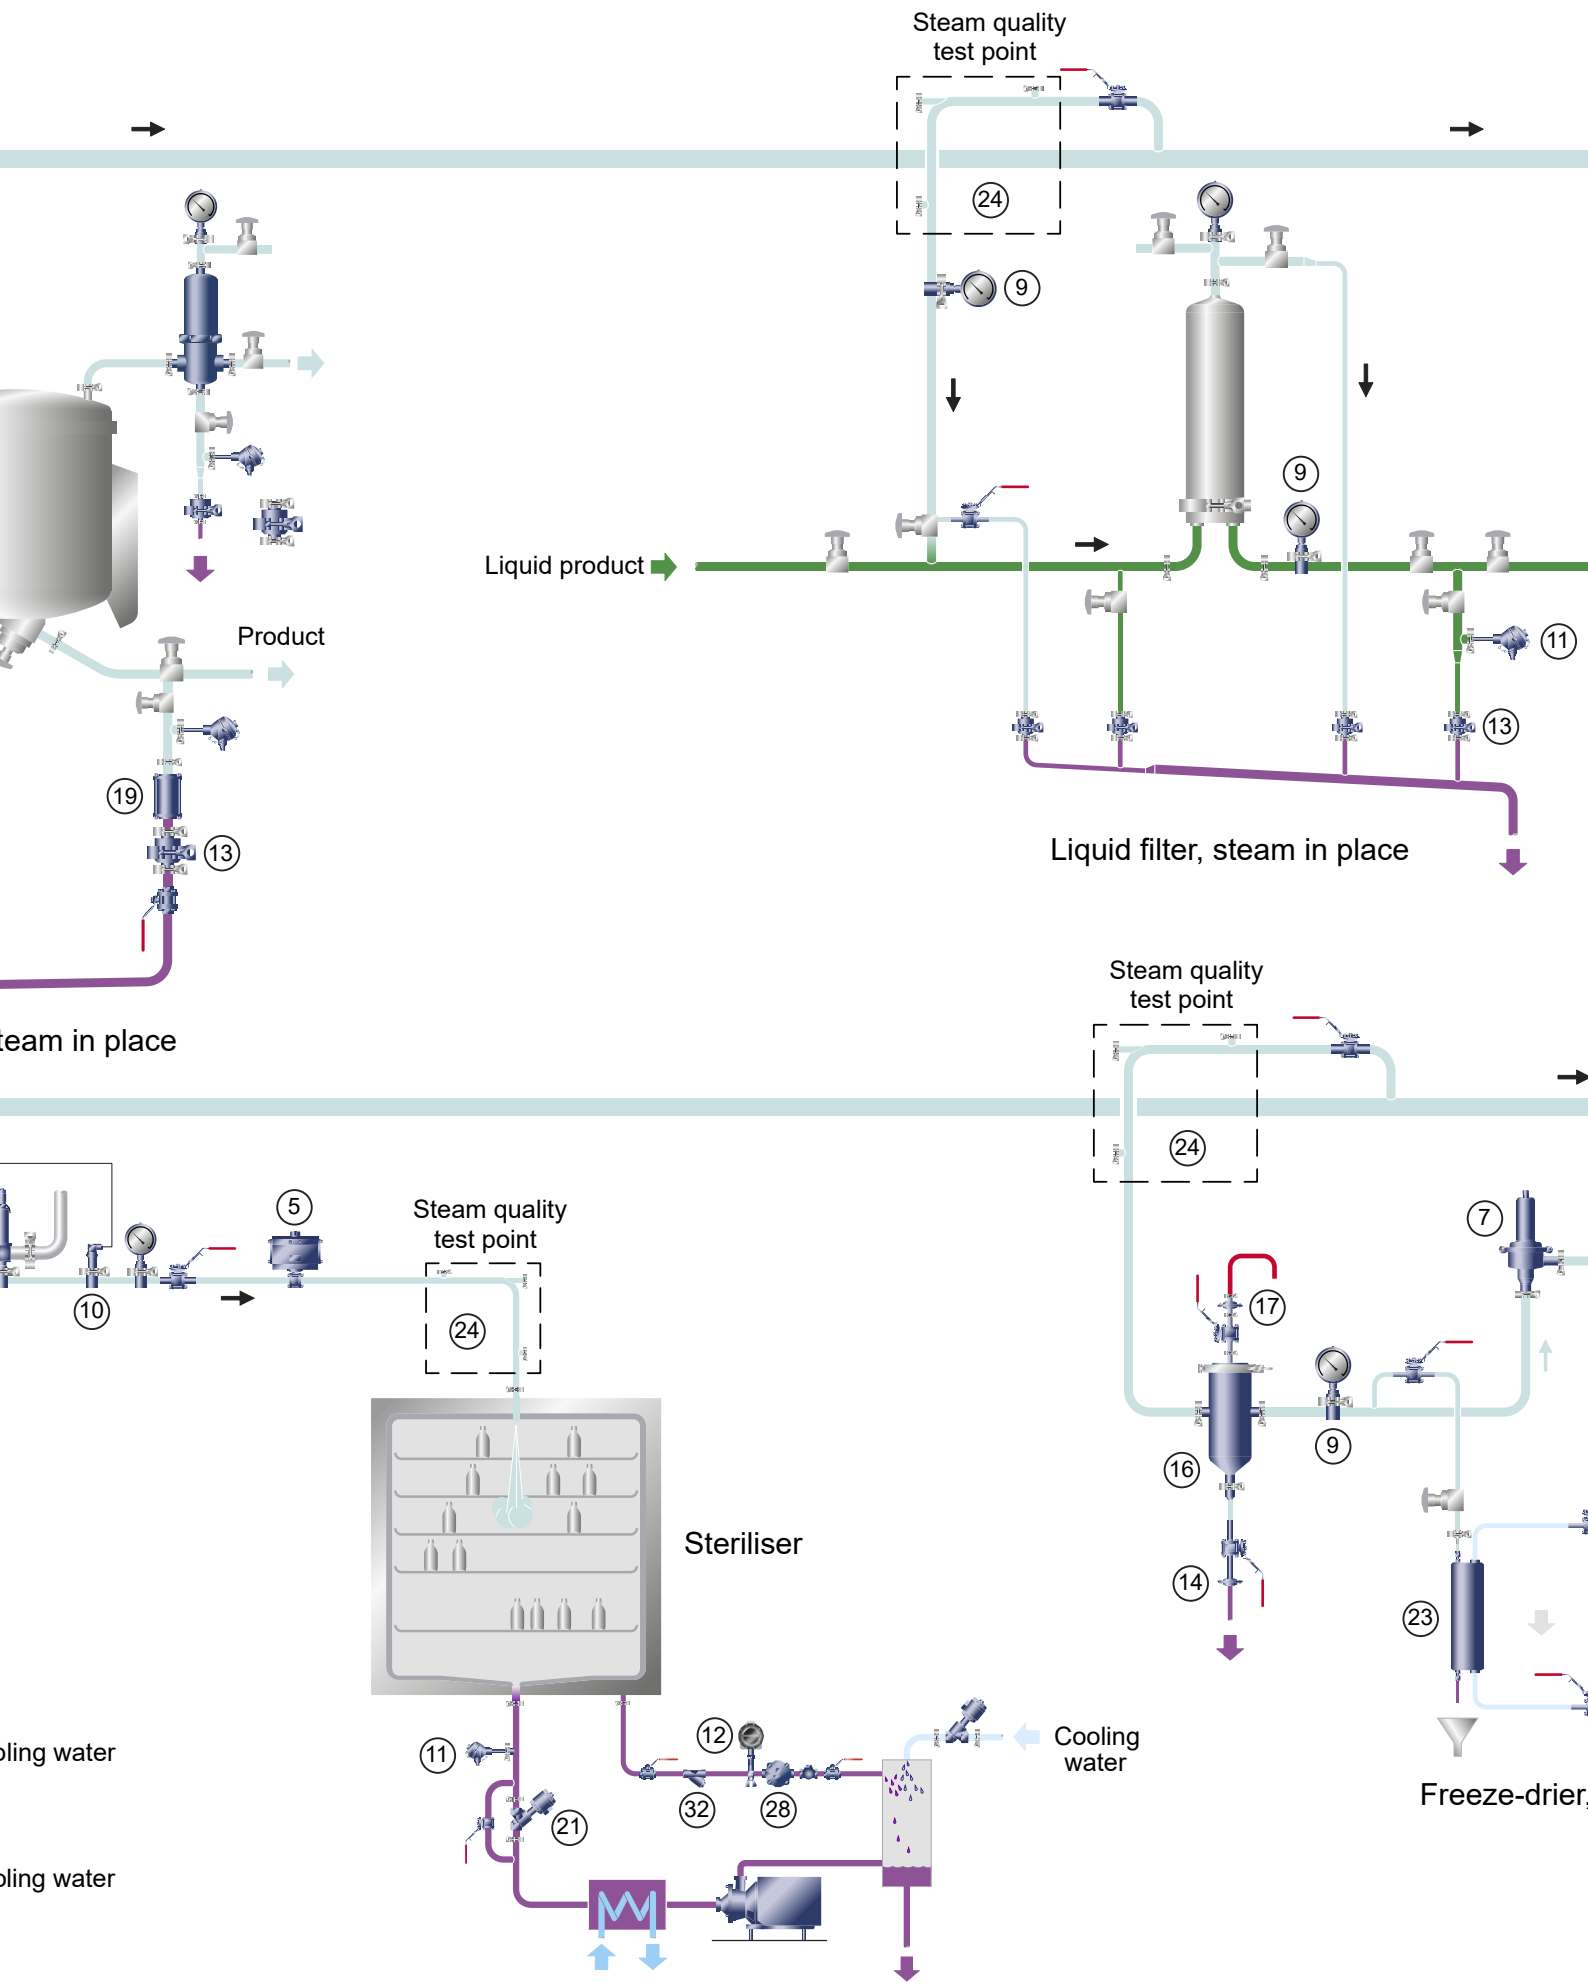 Steam quality
test point
24
9
9
Liquid product
Product
11
13
19
13
Liquid filter, steam in place
Steam quality
test point
team in place
24
5
Steam quality
test point
7
10
24
17
9
16
Steriliser
14
23
12
Cooling
water
oling water
11
32
28
21
Freeze-drier,
oling water